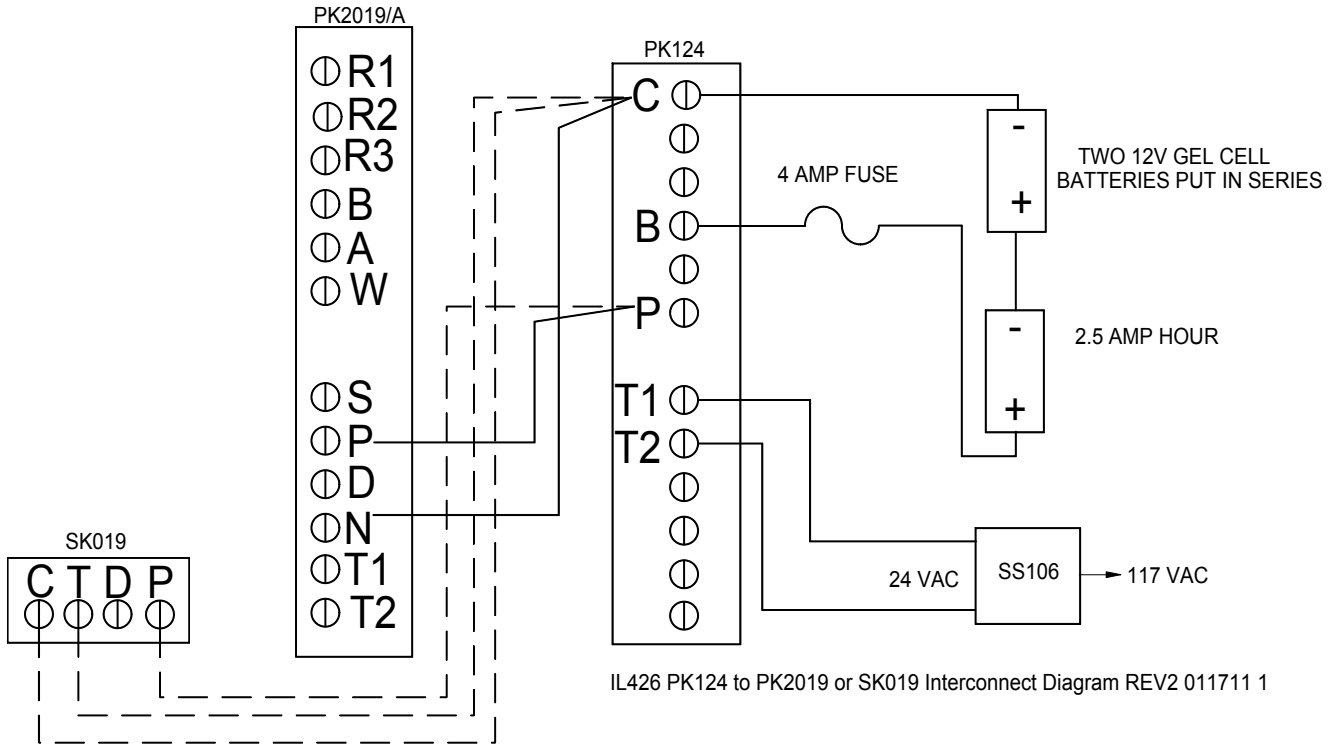 PK2019/A
R1
R2
R3
B
A
W
S
P
D
N
T1
T2
SK019
C T D P
PK124
C
B
P
T1
T2
4 AMP FUSE
-
+
TWO 12V GEL CELL
BATTERIES PUT IN SERIES
-
+
2.5 AMP HOUR
24 VAC
SS106
117 VAC
IL426 PK124 to PK2019 or SK019 Interconnect Diagram REV2 011711 1